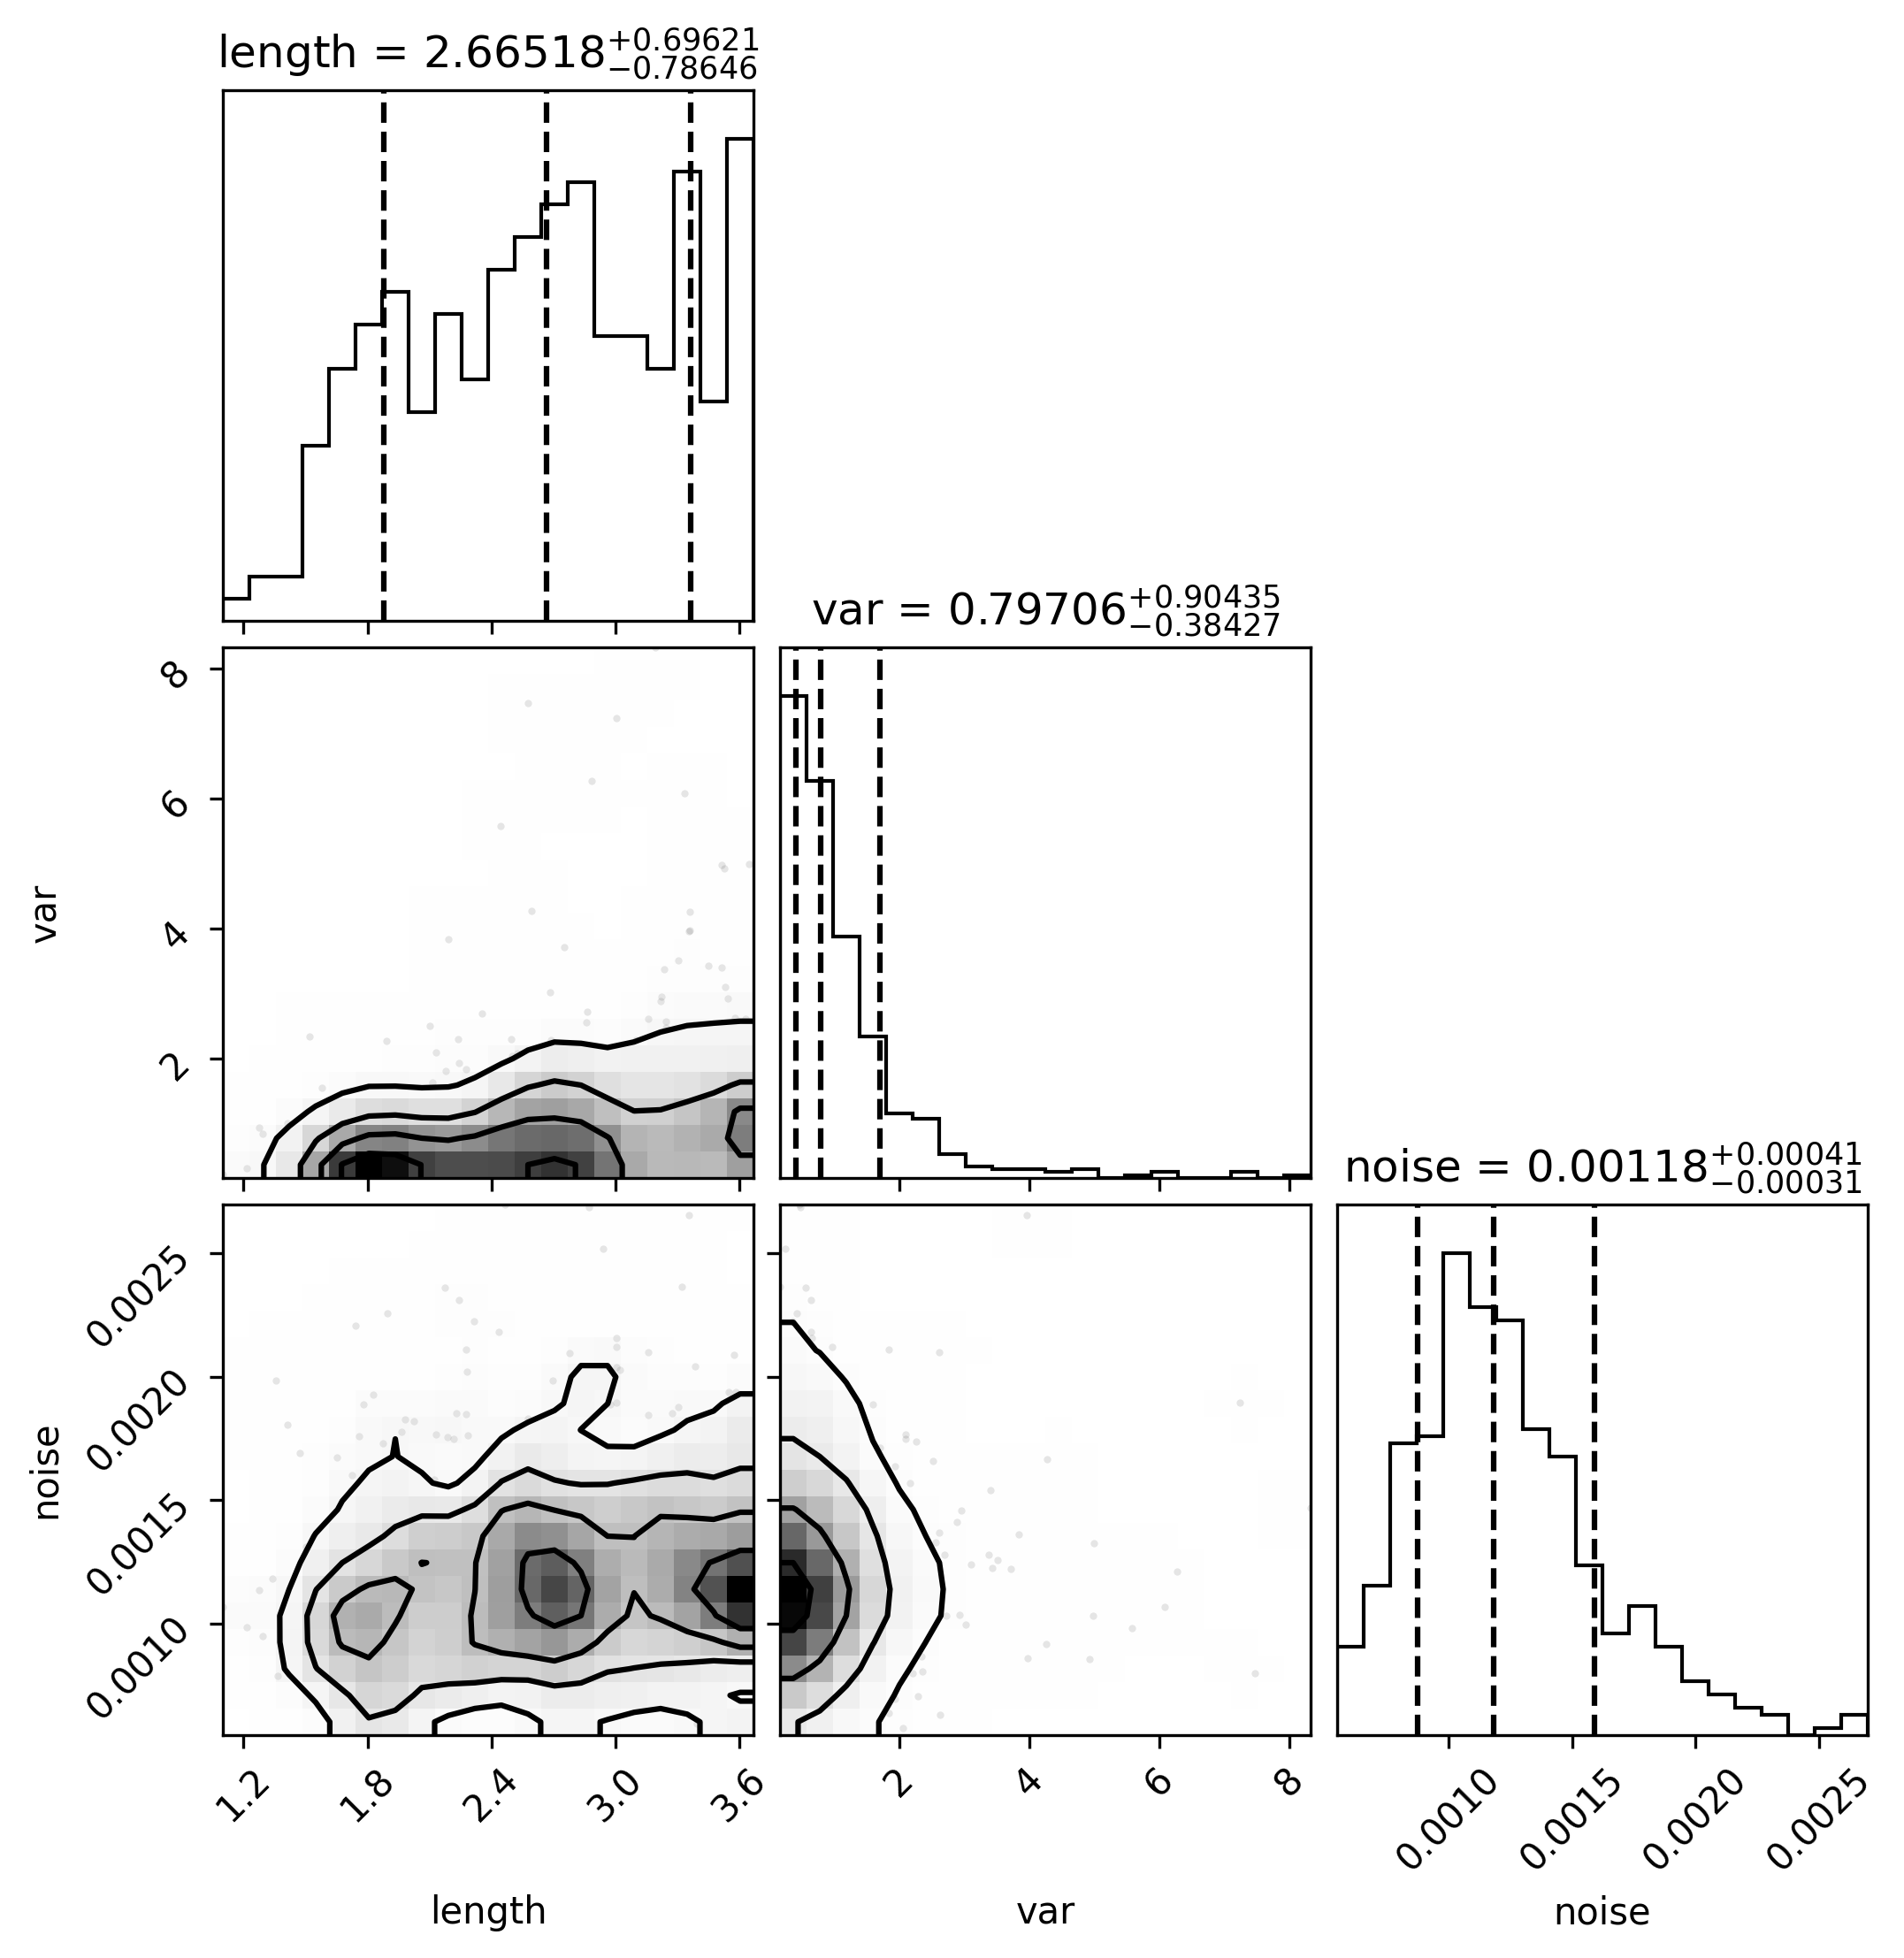 length = 2.66518 +0.69621 −0.78646
var = 0.79706 +0.90435 −0.38427
8
6
4
2
var
noise = 0.00118 +0.00041 −0.00031
0.0025
0.0020
0.0015
0.0010
noise
1.2 1.8 2.4 3.0 3.6
2 4 6 8
0.0010 0.0015 0.0020 0.0025
length
var
noise